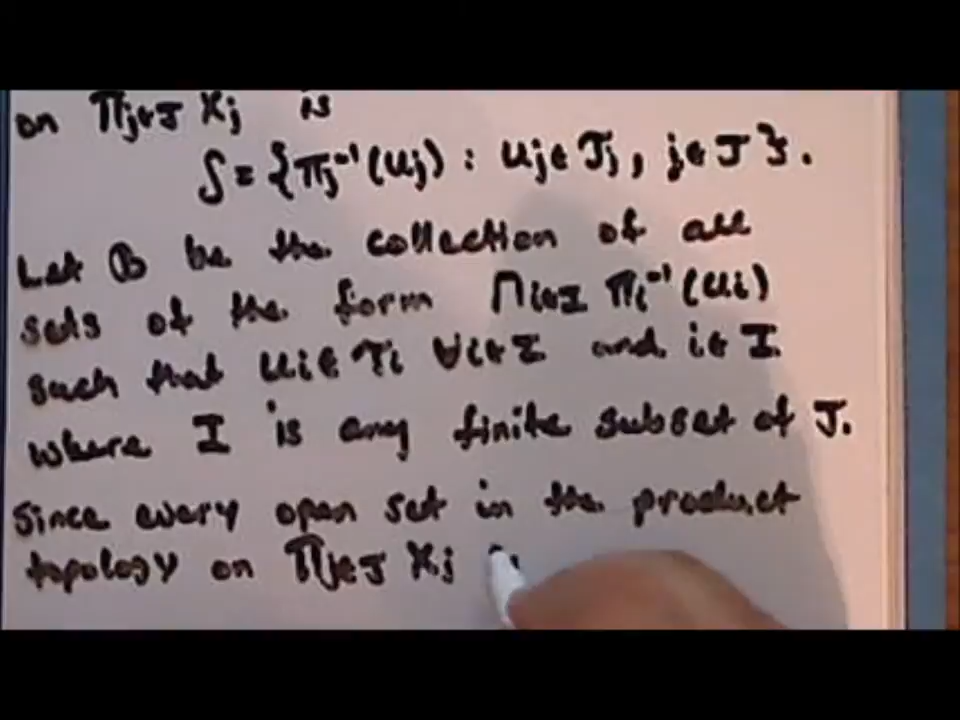 on Πj∈J Xj is
S = {πj⁻¹(uj) : uj ∈ Tj, j ∈ J}.
Let B be the collection of all
sets of the form ∩i∈I πi⁻¹(ui)
such that ui ∈ Ti ∀i∈I and i ∈ I
where I is any finite subset of J.
Since every open set in the product
topology on Πj∈J Xj